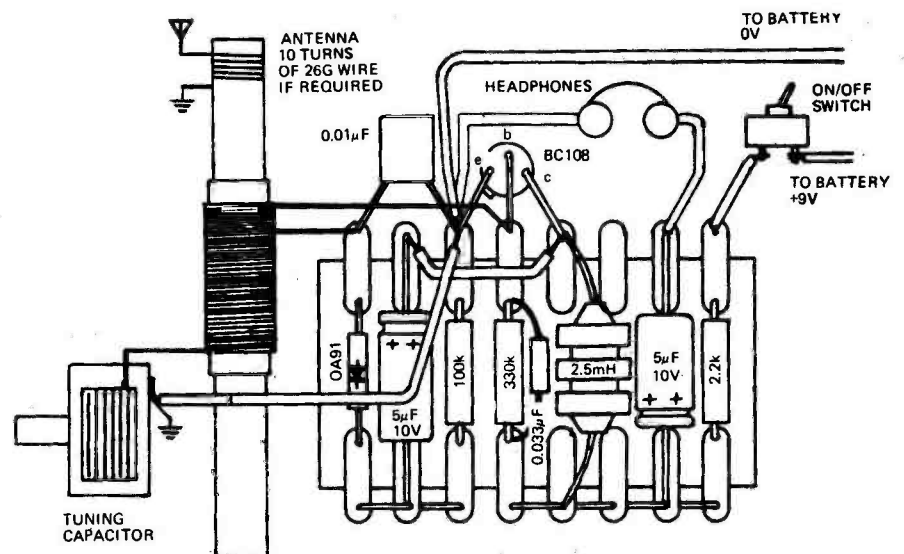 ANTENNA
10 TURNS
OF 26G WIRE
IF REQUIRED
TO BATTERY
0V
HEADPHONES
ON/OFF
SWITCH
0.01µF
b
e
c
BC108
TO BATTERY
+9V
OA91
5µF
10V
100k
330k
0.033µF
2.5mH
5µF
10V
2.2k
TUNING
CAPACITOR